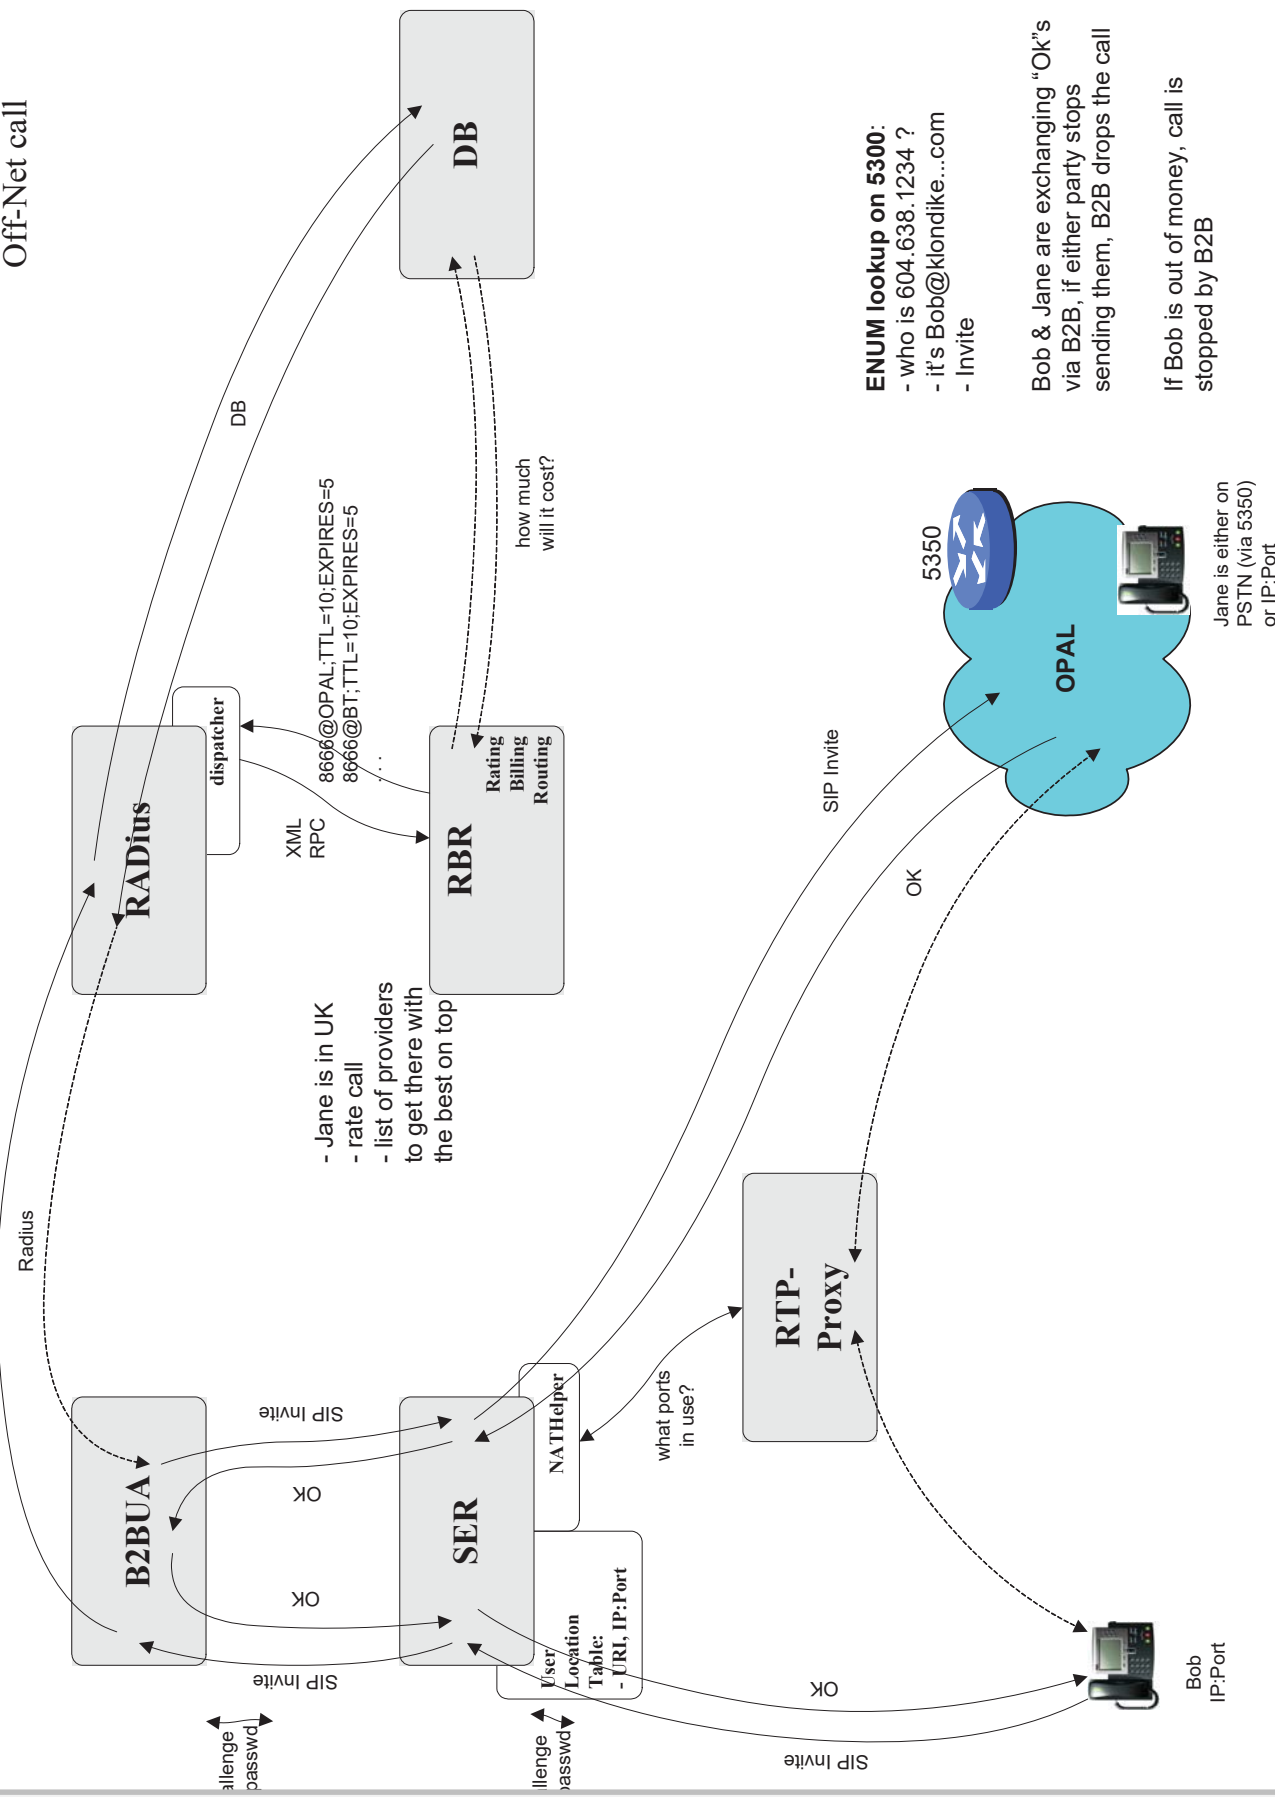 Off-Net call
Radius
DB
B2BUA
RADius
dispatcher
DB
SIP Invite
OK
OK
SIP Invite
XML
RPC
8666@OPAL;TTL=10;EXPIRES=5
8666@BT;TTL=10;EXPIRES=5
. . .
- Jane is in UK
- rate call
- list of providers
to get there with
the best on top
RBR
Rating
Billing
Routing
how much
will it cost?
allenge
passwd
SER
NATHelper
User
Location
Table:
- URI, IP:Port
llenge
passwd
what ports
in use?
RTP-
Proxy
SIP Invite
OK
OK
SIP Invite
Bob
IP:Port
5350
OPAL
Jane is either on
PSTN (via 5350)
or IP:Port
ENUM lookup on 5300:
- who is 604.638.1234 ?
- it's Bob@klondike...com
- Invite
Bob & Jane are exchanging “Ok”s
via B2B, if either party stops
sending them, B2B drops the call
If Bob is out of money, call is
stopped by B2B